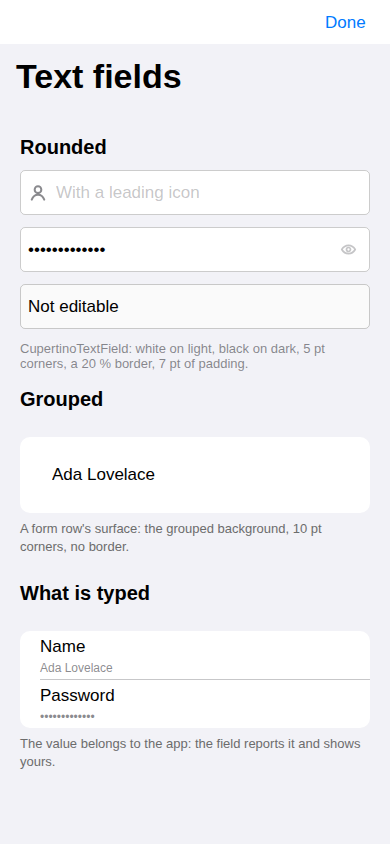 Done
Text fields
Rounded
With a leading icon
•••••••••••••
Not editable
CupertinoTextField: white on light, black on dark, 5 pt
corners, a 20 % border, 7 pt of padding.
Grouped
Ada Lovelace
A form row's surface: the grouped background, 10 pt
corners, no border.
What is typed
Name
Ada Lovelace
Password
•••••••••••••
The value belongs to the app: the field reports it and shows
yours.